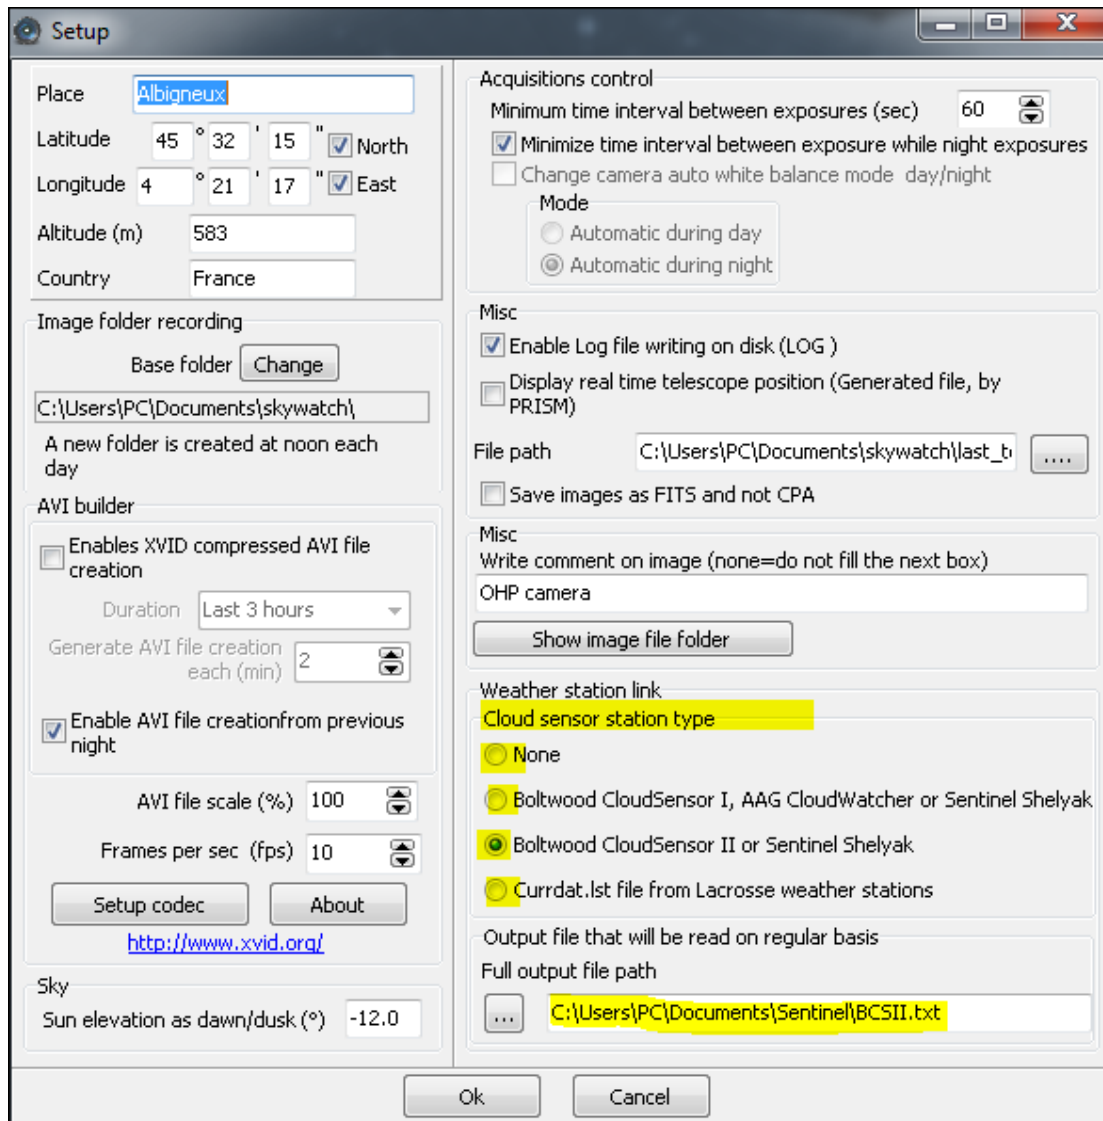 Setup
Place Albigneux
Latitude 45 ° 32 ' 15 " North
Longitude 4 ° 21 ' 17 " East
Altitude (m) 583
Country France
Image folder recording
Base folder Change
C:\Users\PC\Documents\skywatch\
A new folder is created at noon each
day
AVI builder
Enables XVID compressed AVI file
creation
Duration Last 3 hours
Generate AVI file creation
each (min) 2
Enable AVI file creationfrom previous
night
AVI file scale (%) 100
Frames per sec (fps) 10
Setup codec About
http://www.xvid.org/
Sky
Sun elevation as dawn/dusk (°) -12.0
Acquisitions control
Minimum time interval between exposures (sec) 60
Minimize time interval between exposure while night exposures
Change camera auto white balance mode day/night
Mode
Automatic during day
Automatic during night
Misc
Enable Log file writing on disk (LOG )
Display real time telescope position (Generated file, by
PRISM)
File path C:\Users\PC\Documents\skywatch\last_t ....
Save images as FITS and not CPA
Misc
Write comment on image (none=do not fill the next box)
OHP camera
Show image file folder
Weather station link
Cloud sensor station type
None
Boltwood CloudSensor I, AAG CloudWatcher or Sentinel Shelyak
Boltwood CloudSensor II or Sentinel Shelyak
Currdat.lst file from Lacrosse weather stations
Output file that will be read on regular basis
Full output file path
... C:\Users\PC\Documents\Sentinel\BCSII.txt
Ok Cancel